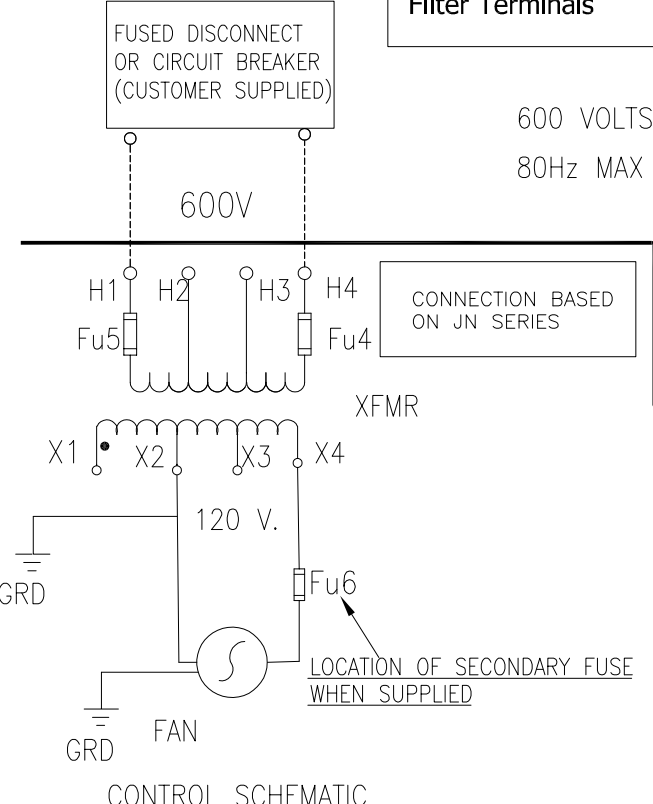 Filter Terminals
FUSED DISCONNECT
OR CIRCUIT BREAKER
(CUSTOMER SUPPLIED)
600 VOLTS
80Hz MAX
600V
H1 H2 H3 H4
CONNECTION BASED
ON JN SERIES
Fu5 Fu4
XFMR
X1 X2 X3 X4
120 V.
Fu6
GRD
LOCATION OF SECONDARY FUSE
WHEN SUPPLIED
FAN
GRD
CONTROL SCHEMATIC